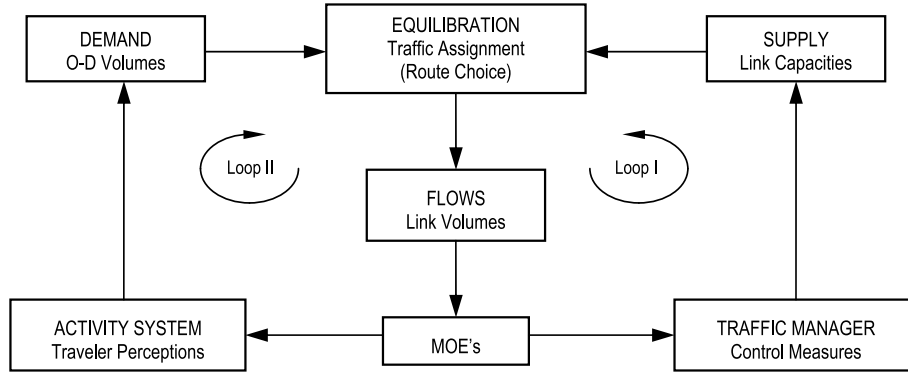 EQUILIBRATION
Traffic Assignment
(Route Choice)
DEMAND
O-D Volumes
SUPPLY
Link Capacities
Loop II
Loop I
FLOWS
Link Volumes
ACTIVITY SYSTEM
Traveler Perceptions
MOE's
TRAFFIC MANAGER
Control Measures